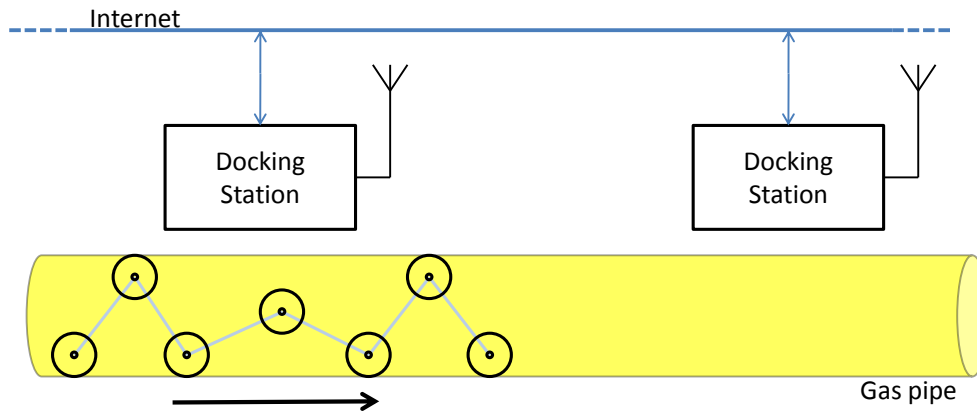 Internet
Docking
Station
Docking
Station
Gas pipe